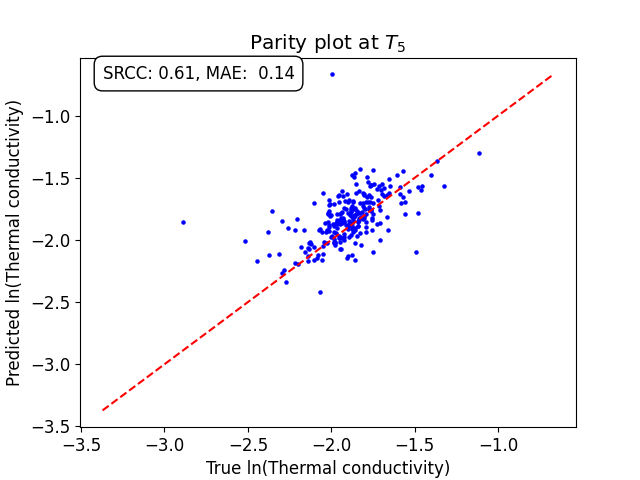 Parity plot at T₅
SRCC: 0.61, MAE:  0.14
Predicted ln(Thermal conductivity)
−1.0
−1.5
−2.0
−2.5
−3.0
−3.5
−3.5 −3.0 −2.5 −2.0 −1.5 −1.0
True ln(Thermal conductivity)